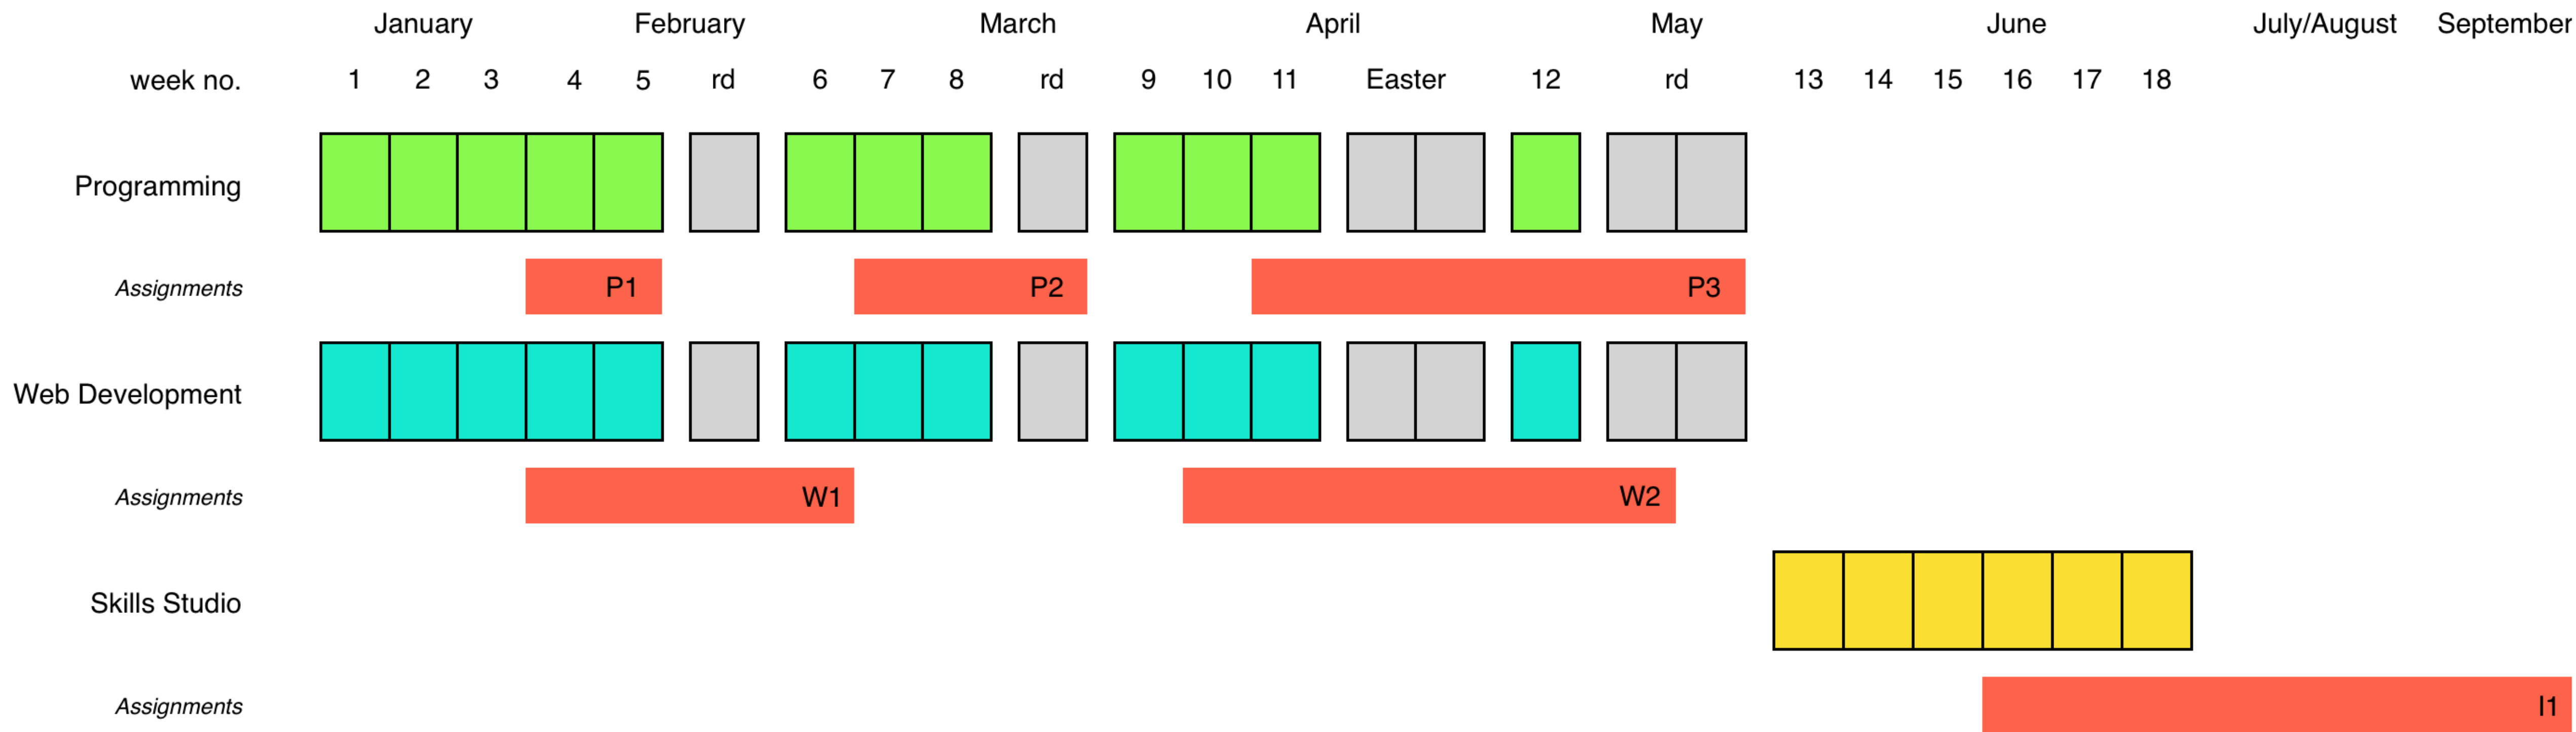 January February March April May June July/August September
week no. 1 2 3 4 5 rd 6 7 8 rd 9 10 11 Easter 12 rd 13 14 15 16 17 18
Programming
Assignments P1 P2 P3
Web Development
Assignments W1 W2
Skills Studio
Assignments I1